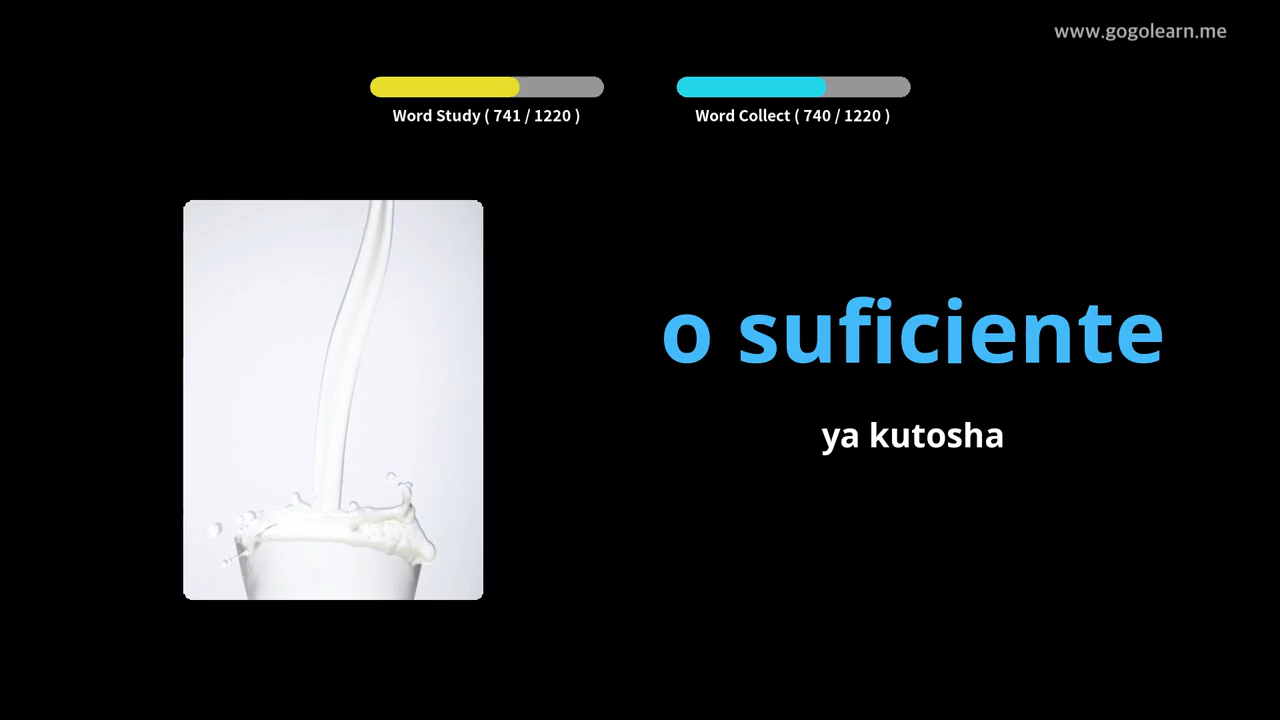 www.gogolearn.me
Word Study ( 741 / 1220 )
Word Collect ( 740 / 1220 )
o suficiente
ya kutosha